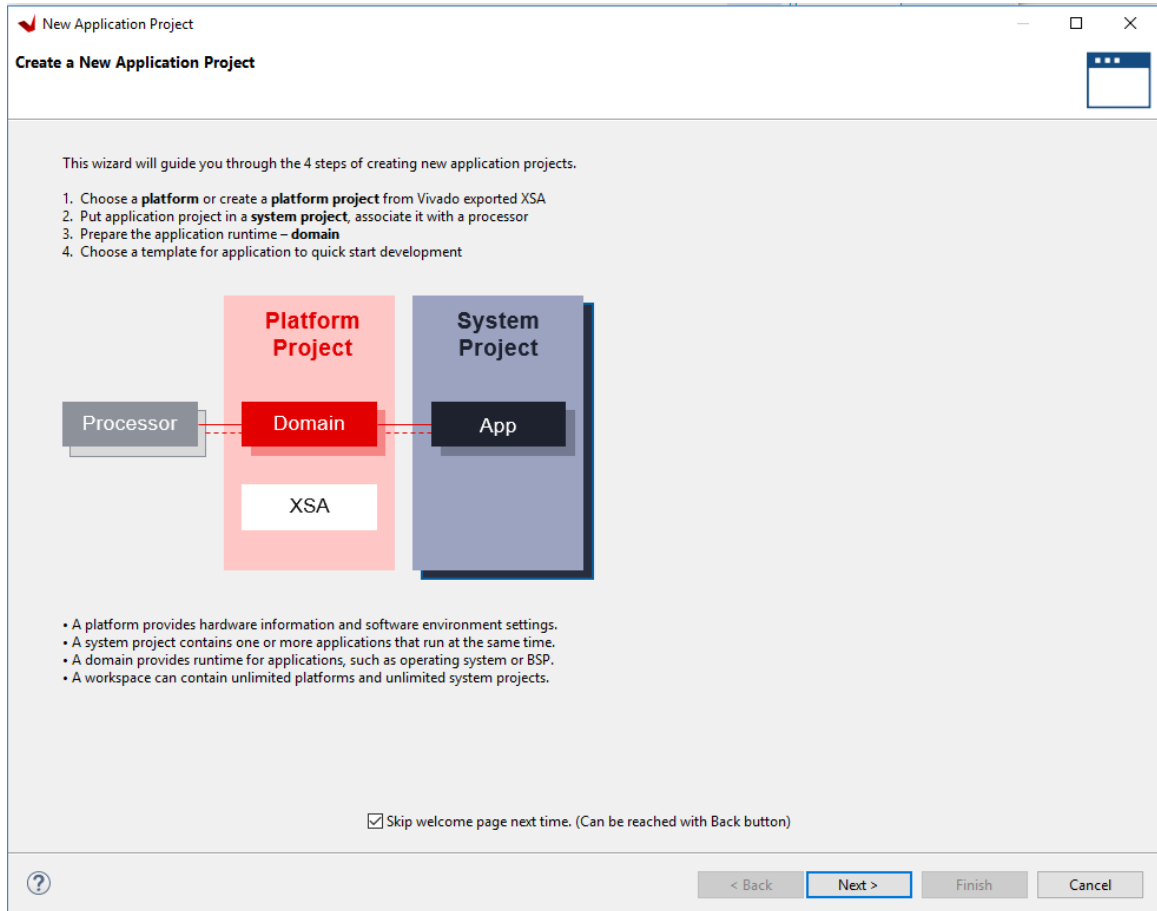 New Application Project
Create a New Application Project
This wizard will guide you through the 4 steps of creating new application projects.
1. Choose a platform or create a platform project from Vivado exported XSA
2. Put application project in a system project, associate it with a processor
3. Prepare the application runtime – domain
4. Choose a template for application to quick start development
Platform
Project
System
Project
Processor
Domain
App
XSA
• A platform provides hardware information and software environment settings.
• A system project contains one or more applications that run at the same time.
• A domain provides runtime for applications, such as operating system or BSP.
• A workspace can contain unlimited platforms and unlimited system projects.
Skip welcome page next time. (Can be reached with Back button)
?
< Back
Next >
Finish
Cancel